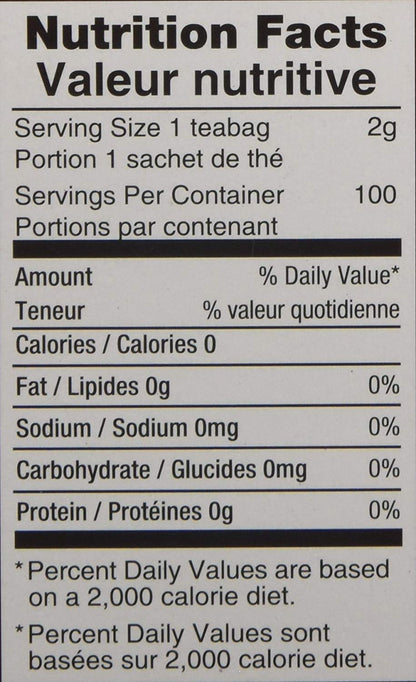 Nutrition Facts
Valeur nutritive
Serving Size 1 teabag 2g
Portion 1 sachet de thé
Servings Per Container 100
Portions par contenant
Amount % Daily Value*
Teneur % valeur quotidienne
Calories / Calories 0
Fat / Lipides 0g 0%
Sodium / Sodium 0mg 0%
Carbohydrate / Glucides 0mg 0%
Protein / Protéines 0g 0%
*Percent Daily Values are based
on a 2,000 calorie diet.
*Percent Daily Values sont
basées sur 2,000 calorie diet.